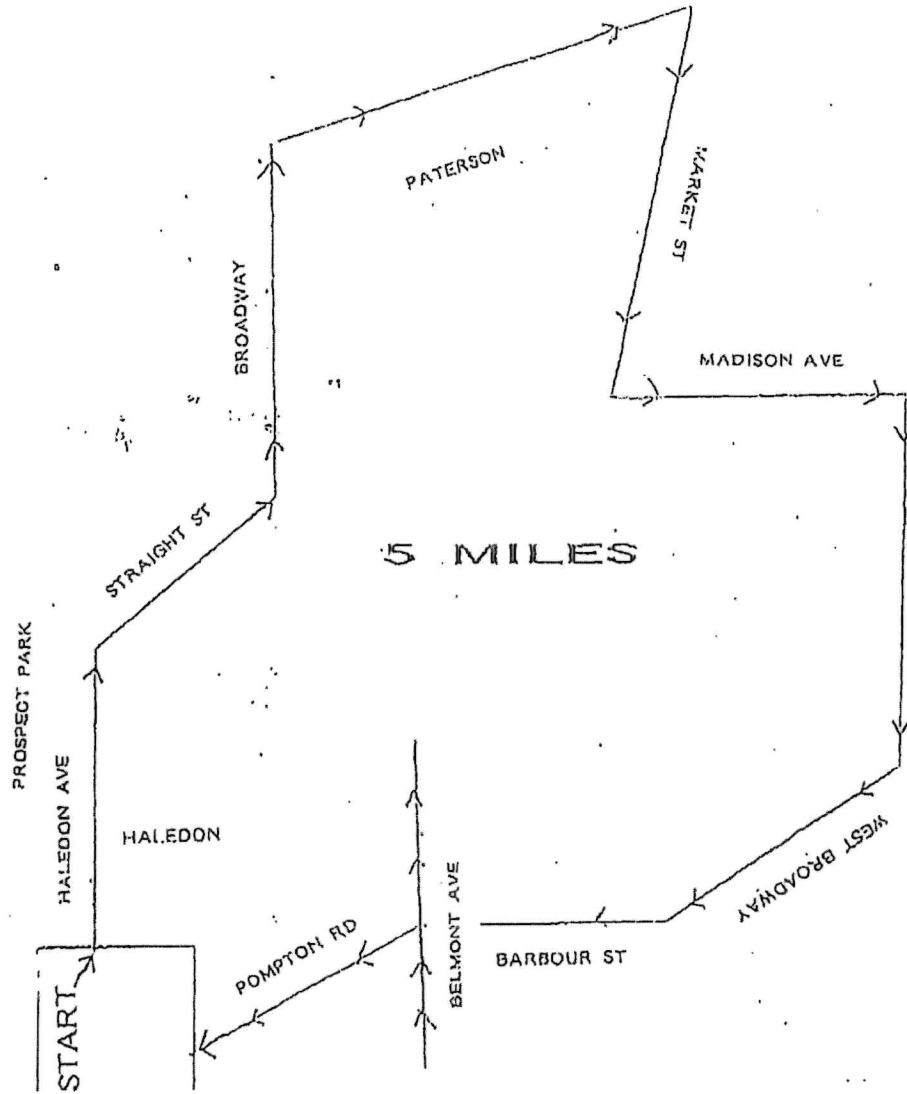 PATERSON
MARKET ST
BROADWAY
MADISON AVE
STRAIGHT ST
5 MILES
PROSPECT PARK
HALEDON AVE
HALEDON
WEST BROADWAY
BELMONT AVE
POMPTON RD
BARBOUR ST
START